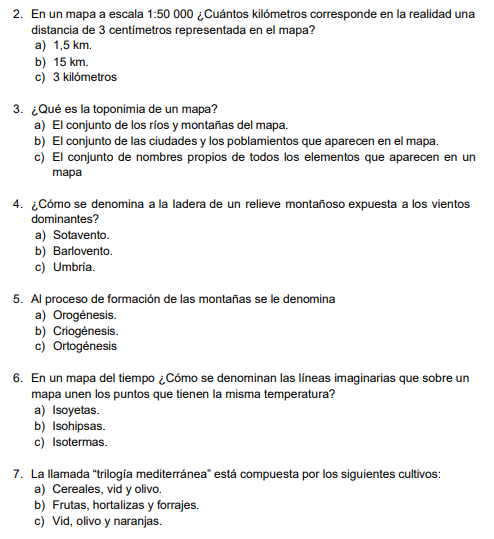 2. En un mapa a escala 1:50 000 ¿Cuántos kilómetros corresponde en la realidad una
distancia de 3 centímetros representada en el mapa?
a) 1,5 km.
b) 15 km.
c) 3 kilómetros
3. ¿Qué es la toponimia de un mapa?
a) El conjunto de los ríos y montañas del mapa.
b) El conjunto de las ciudades y los poblamientos que aparecen en el mapa.
c) El conjunto de nombres propios de todos los elementos que aparecen en un
mapa
4. ¿Cómo se denomina a la ladera de un relieve montañoso expuesta a los vientos
dominantes?
a) Sotavento.
b) Barlovento.
c) Umbría.
5. Al proceso de formación de las montañas se le denomina
a) Orogénesis.
b) Criogénesis.
c) Ortogénesis
6. En un mapa del tiempo ¿Cómo se denominan las líneas imaginarias que sobre un
mapa unen los puntos que tienen la misma temperatura?
a) Isoyetas.
b) Isohipsas.
c) Isotermas.
7. La llamada “trilogía mediterránea” está compuesta por los siguientes cultivos:
a) Cereales, vid y olivo.
b) Frutas, hortalizas y forrajes.
c) Vid, olivo y naranjas.